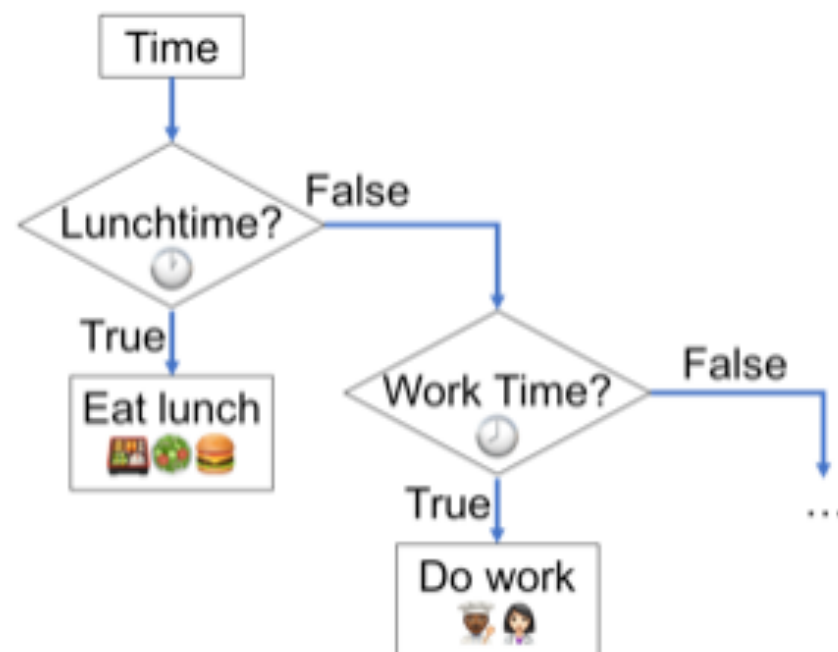 Time
Lunchtime?
False
True
Eat lunch
Work Time?
False
True
Do work
...